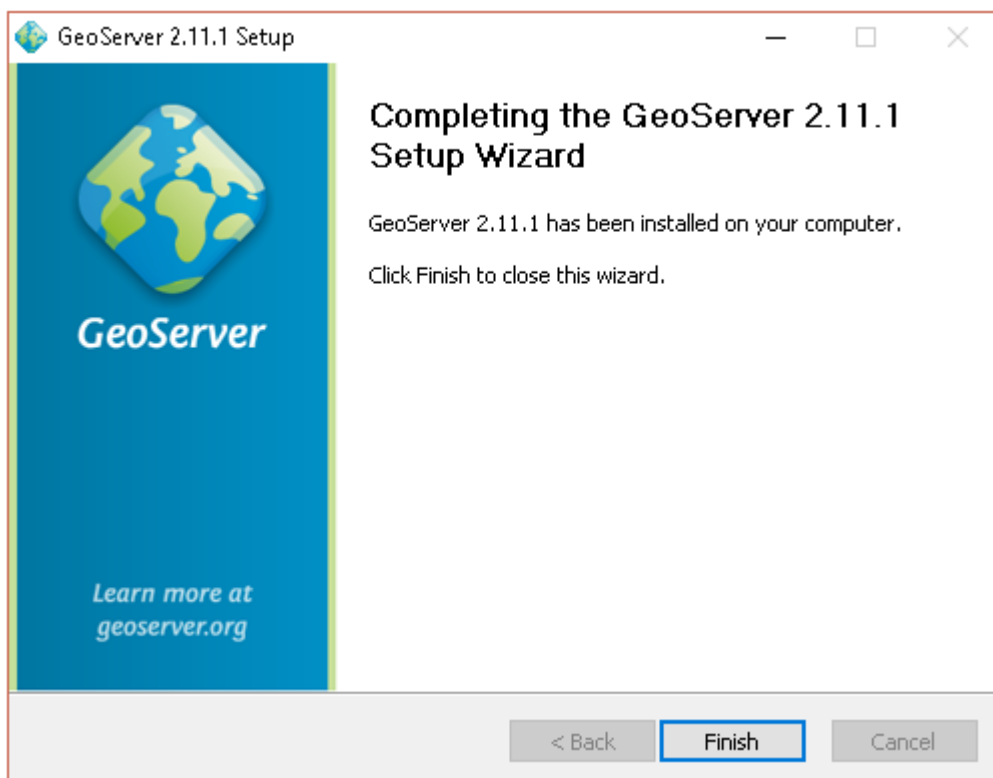 GeoServer 2.11.1 Setup
Completing the GeoServer 2.11.1
Setup Wizard
GeoServer 2.11.1 has been installed on your computer.
Click Finish to close this wizard.
GeoServer
Learn more at
geoserver.org
< Back
Finish
Cancel